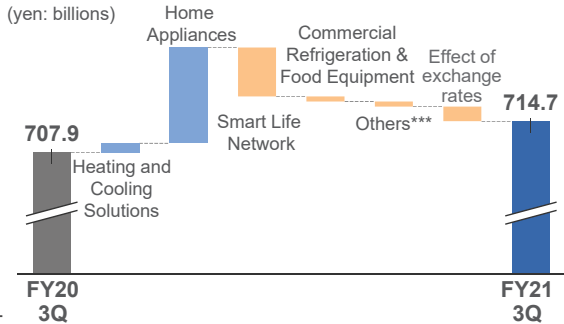 (yen: billions)
Home
Appliances
Commercial
Refrigeration &
Food Equipment
Effect of
exchange
rates
714.7
707.9
Smart Life
Network
Others***
Heating and
Cooling
Solutions
FY20
3Q
FY21
3Q